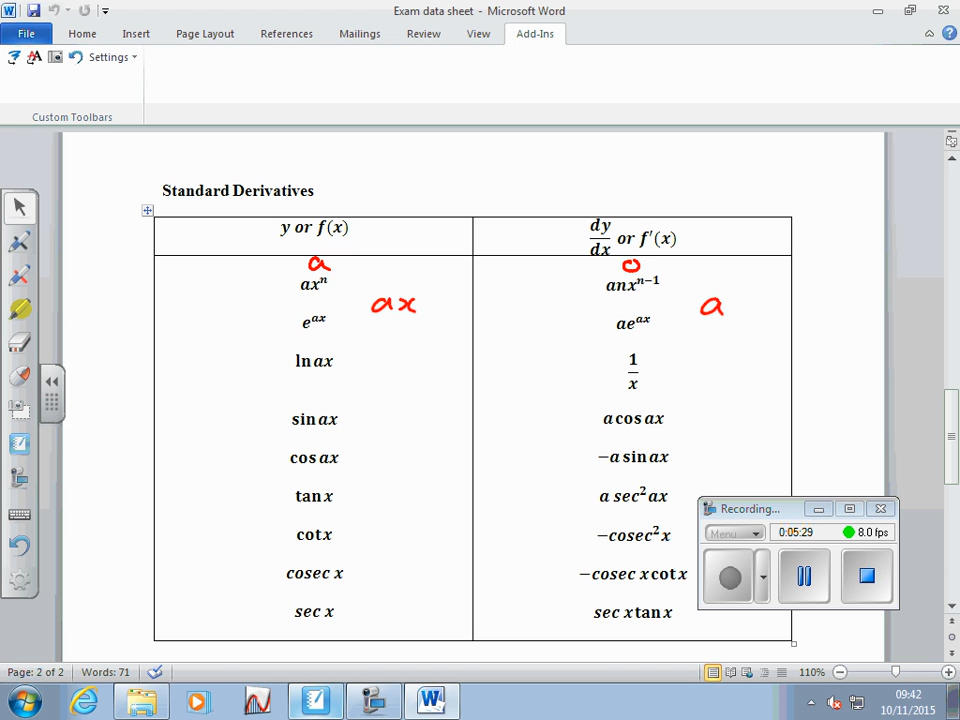 Exam data sheet - Microsoft Word
File Home Insert Page Layout References Mailings Review View Add-Ins
Settings
Custom Toolbars
Standard Derivatives
y or f(x) dy/dx or f′(x)
a 0
axⁿ anxⁿ⁻¹
ax a
eᵃˣ aeᵃˣ
ln ax 1/x
sin ax a cos ax
cos ax −a sin ax
tan x a sec² ax
cot x −cosec² x
cosec x −cosec x cot x
sec x sec x tan x
Recording...
Menu 0:05:29 8.0 fps
Page: 2 of 2 Words: 71 110%
09:42
10/11/2015